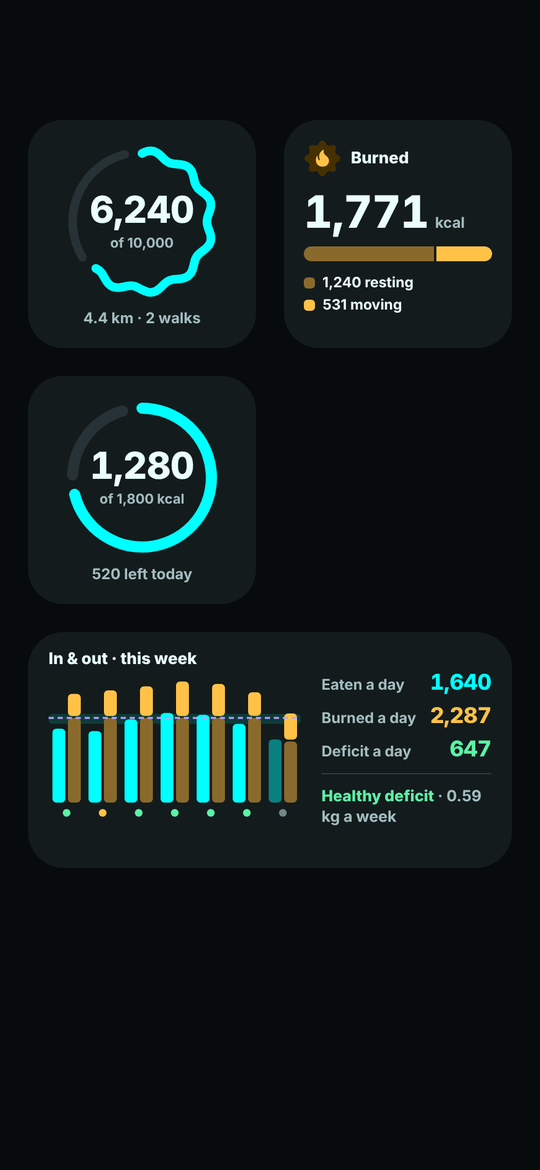 6,240
of 10,000
4.4 km · 2 walks
Burned
1,771 kcal
1,240 resting
531 moving
1,280
of 1,800 kcal
520 left today
In & out · this week
Eaten a day 1,640
Burned a day 2,287
Deficit a day 647
Healthy deficit · 0.59
kg a week